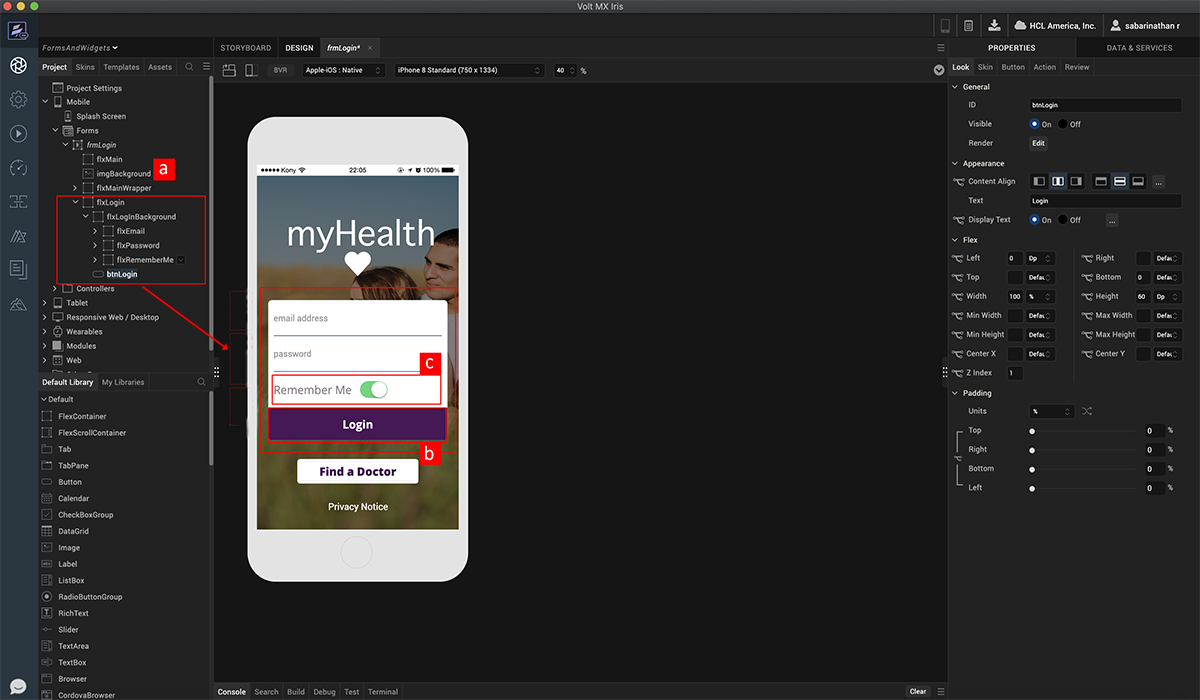 Volt MX Iris
HCL America, Inc.
sabarinathan r
FormsAndWidgets
STORYBOARD
DESIGN
frmLogin*
PROPERTIES
DATA & SERVICES
Project
Skins
Templates
Assets
BVR
Apple-iOS : Native
iPhone 8 Standard (750 x 1334)
40
%
Look
Skin
Button
Action
Review
Project Settings
Mobile
Splash Screen
Forms
frmLogin
flxMain
imgBackground
a
flxMainWrapper
flxLogin
flxLogInBackground
flxEmail
flxPassword
flxRememberMe
btnLogin
Controllers
Tablet
Responsive Web / Desktop
Wearables
Modules
Web
Default Library
My Libraries
Default
FlexContainer
FlexScrollContainer
Tab
TabPane
Button
Calendar
CheckBoxGroup
DataGrid
Image
Label
ListBox
RadioButtonGroup
RichText
Slider
TextArea
TextBox
Browser
CordovaBrowser
Kony
22:05
100%
myHealth
email address
password
c
Remember Me
Login
b
Find a Doctor
Privacy Notice
Console
Search
Build
Debug
Test
Terminal
Clear
General
ID
btnLogin
Visible
On
Off
Render
Edit
Appearance
Content Align
...
Text
Login
Display Text
On
Off
...
Flex
Left
0
Dp
Right
Defau
Top
Defau
Bottom
0
Defau
Width
100
%
Height
60
Dp
Min Width
Defau
Max Width
Defau
Min Height
Defau
Max Height
Defau
Center X
Defau
Center Y
Defau
Z Index
1
Padding
Units
%
Top
0
%
Right
0
%
Bottom
0
%
Left
0
%